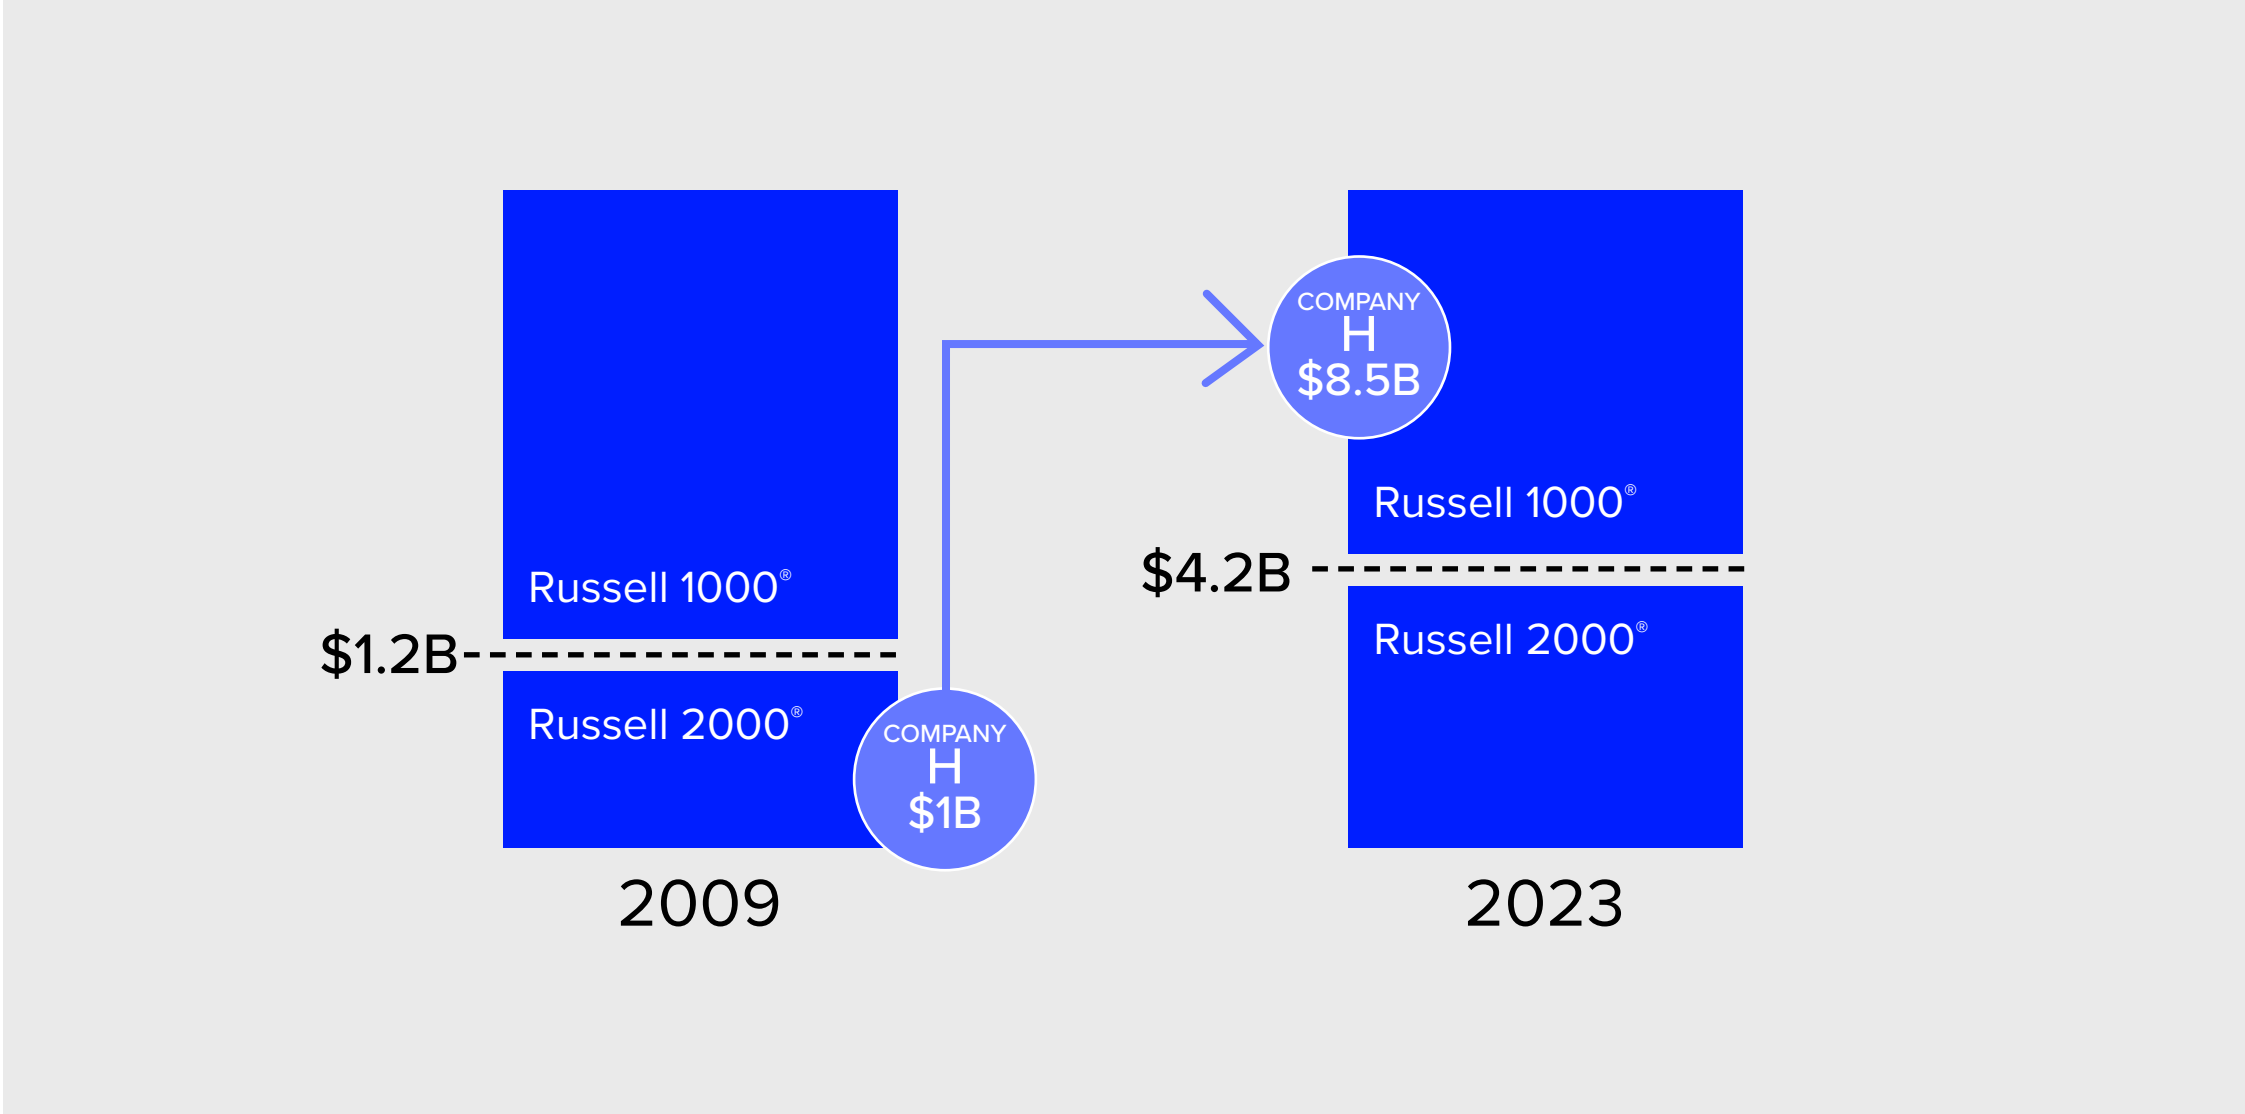 Russell 1000®
$1.2B
Russell 2000®
COMPANY
H
$1B
2009
COMPANY
H
$8.5B
Russell 1000®
$4.2B
Russell 2000®
2023